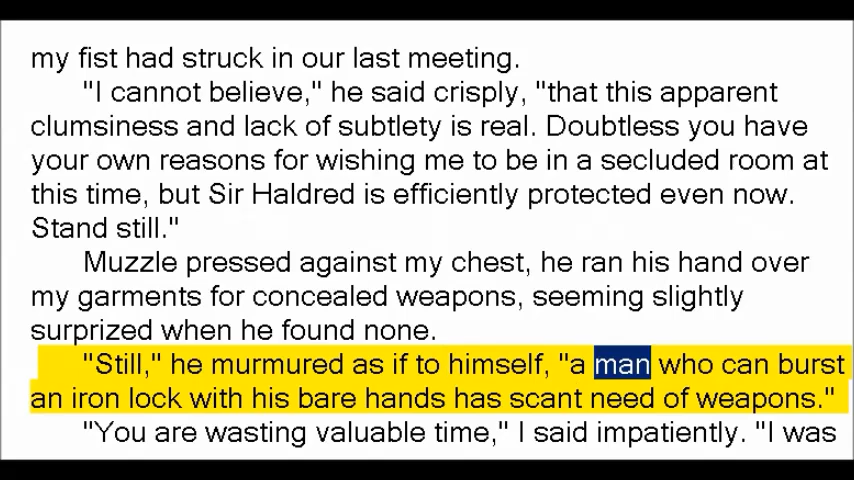 my fist had struck in our last meeting.
"I cannot believe," he said crisply, "that this apparent
clumsiness and lack of subtlety is real. Doubtless you have
your own reasons for wishing me to be in a secluded room at
this time, but Sir Haldred is efficiently protected even now.
Stand still."
Muzzle pressed against my chest, he ran his hand over
my garments for concealed weapons, seeming slightly
surprized when he found none.
"Still," he murmured as if to himself, "a man who can burst
an iron lock with his bare hands has scant need of weapons."
"You are wasting valuable time," I said impatiently. "I was